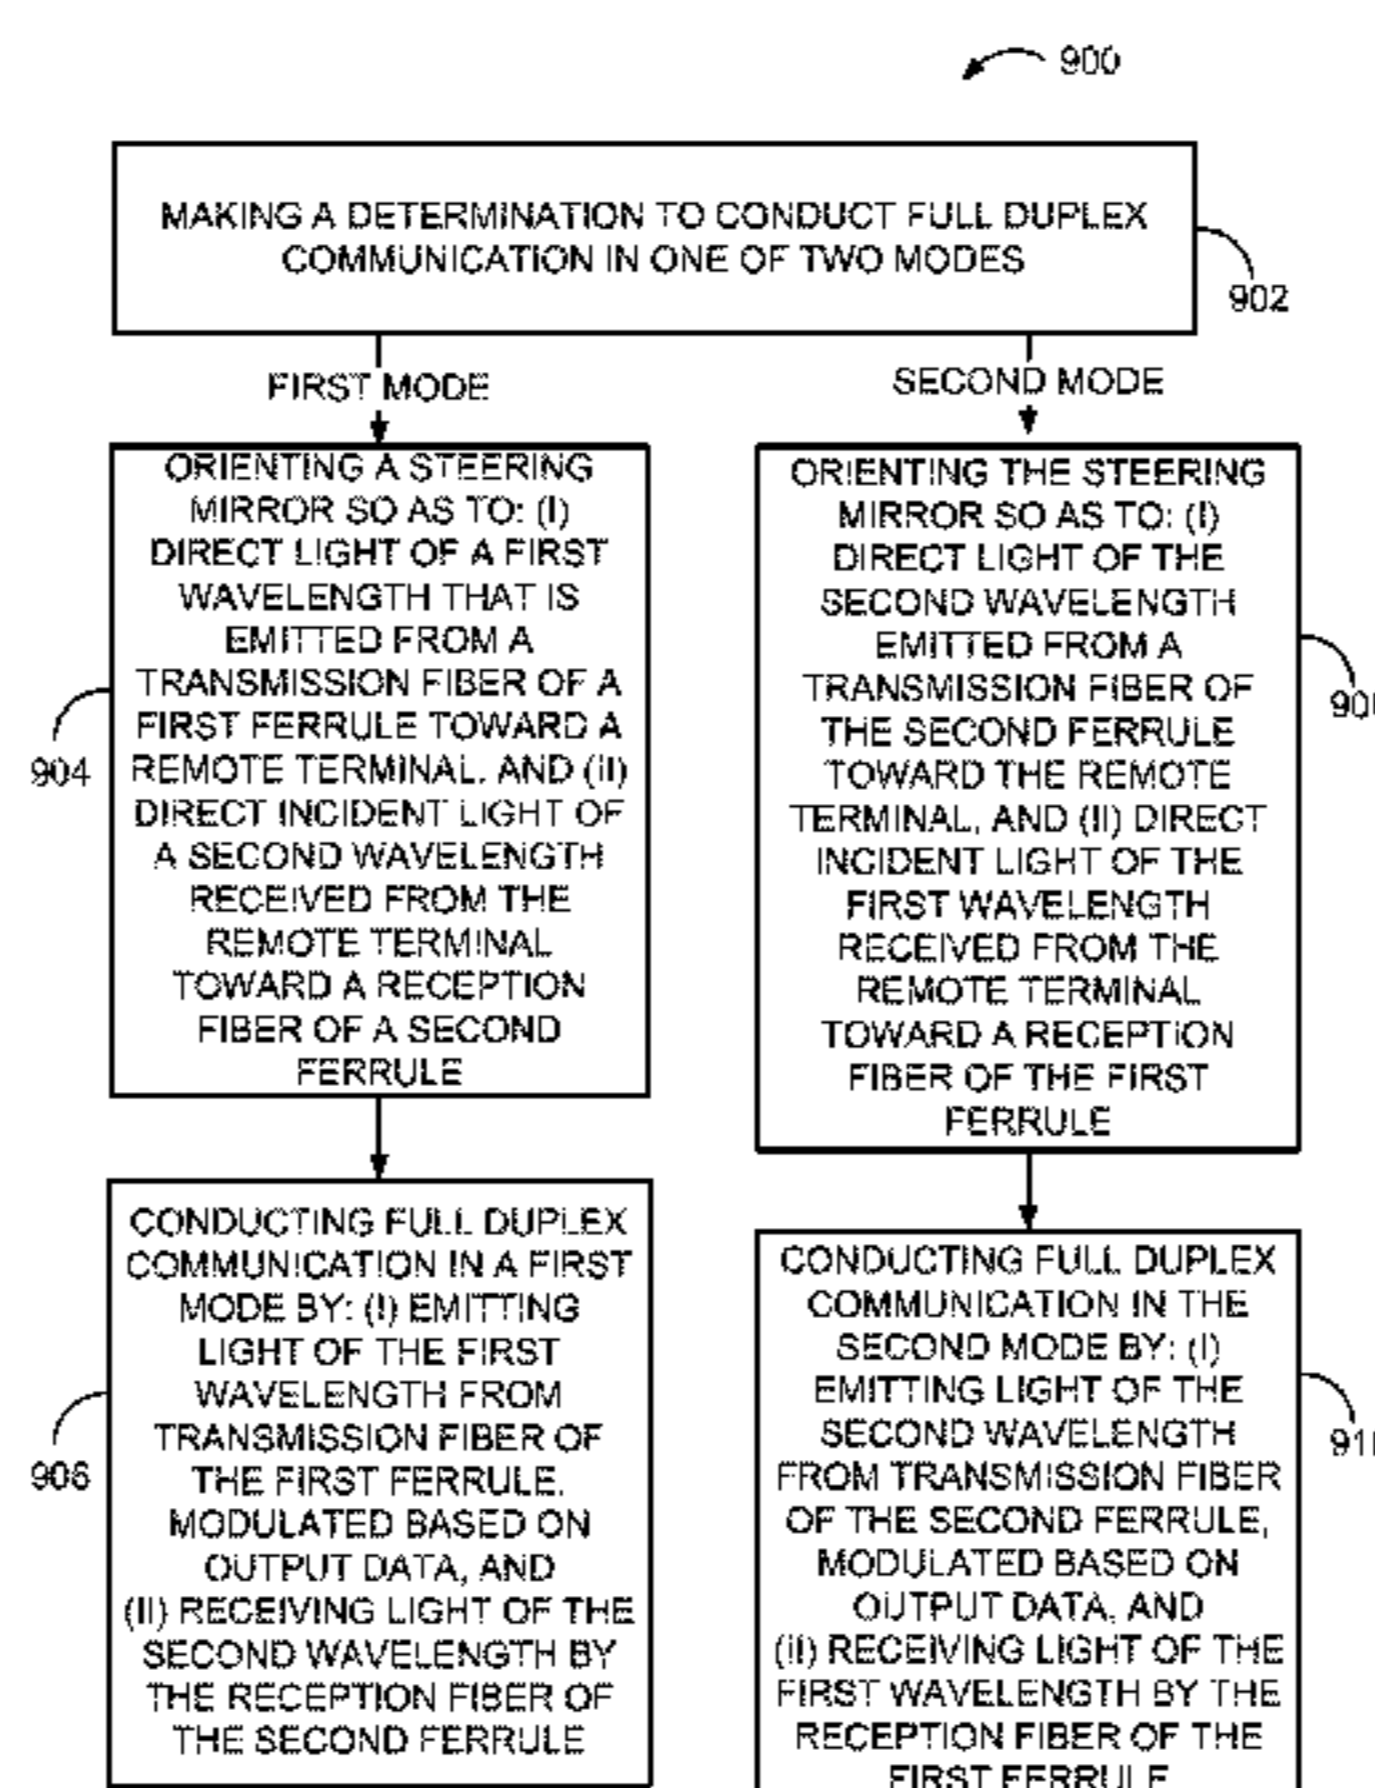 900
MAKING A DETERMINATION TO CONDUCT FULL DUPLEX
COMMUNICATION IN ONE OF TWO MODES
902
FIRST MODE
ORIENTING A STEERING
MIRROR SO AS TO: (I)
DIRECT LIGHT OF A FIRST
WAVELENGTH THAT IS
EMITTED FROM A
TRANSMISSION FIBER OF A
FIRST FERRULE TOWARD A
REMOTE TERMINAL, AND (II)
DIRECT INCIDENT LIGHT OF
A SECOND WAVELENGTH
RECEIVED FROM THE
REMOTE TERMINAL
TOWARD A RECEPTION
FIBER OF A SECOND
FERRULE
904
CONDUCTING FULL DUPLEX
COMMUNICATION IN A FIRST
MODE BY: (I) EMITTING
LIGHT OF THE FIRST
WAVELENGTH FROM
TRANSMISSION FIBER OF
THE FIRST FERRULE,
MODULATED BASED ON
OUTPUT DATA, AND
(II) RECEIVING LIGHT OF THE
SECOND WAVELENGTH BY
THE RECEPTION FIBER OF
THE SECOND FERRULE
906
SECOND MODE
ORIENTING THE STEERING
MIRROR SO AS TO: (I)
DIRECT LIGHT OF THE
SECOND WAVELENGTH
EMITTED FROM A
TRANSMISSION FIBER OF
THE SECOND FERRULE
TOWARD THE REMOTE
TERMINAL, AND (II) DIRECT
INCIDENT LIGHT OF THE
FIRST WAVELENGTH
RECEIVED FROM THE
REMOTE TERMINAL
TOWARD A RECEPTION
FIBER OF THE FIRST
FERRULE
CONDUCTING FULL DUPLEX
COMMUNICATION IN THE
SECOND MODE BY: (I)
EMITTING LIGHT OF THE
SECOND WAVELENGTH
FROM TRANSMISSION FIBER
OF THE SECOND FERRULE,
MODULATED BASED ON
OUTPUT DATA, AND
(II) RECEIVING LIGHT OF THE
FIRST WAVELENGTH BY THE
RECEPTION FIBER OF THE
FIRST FERRULE